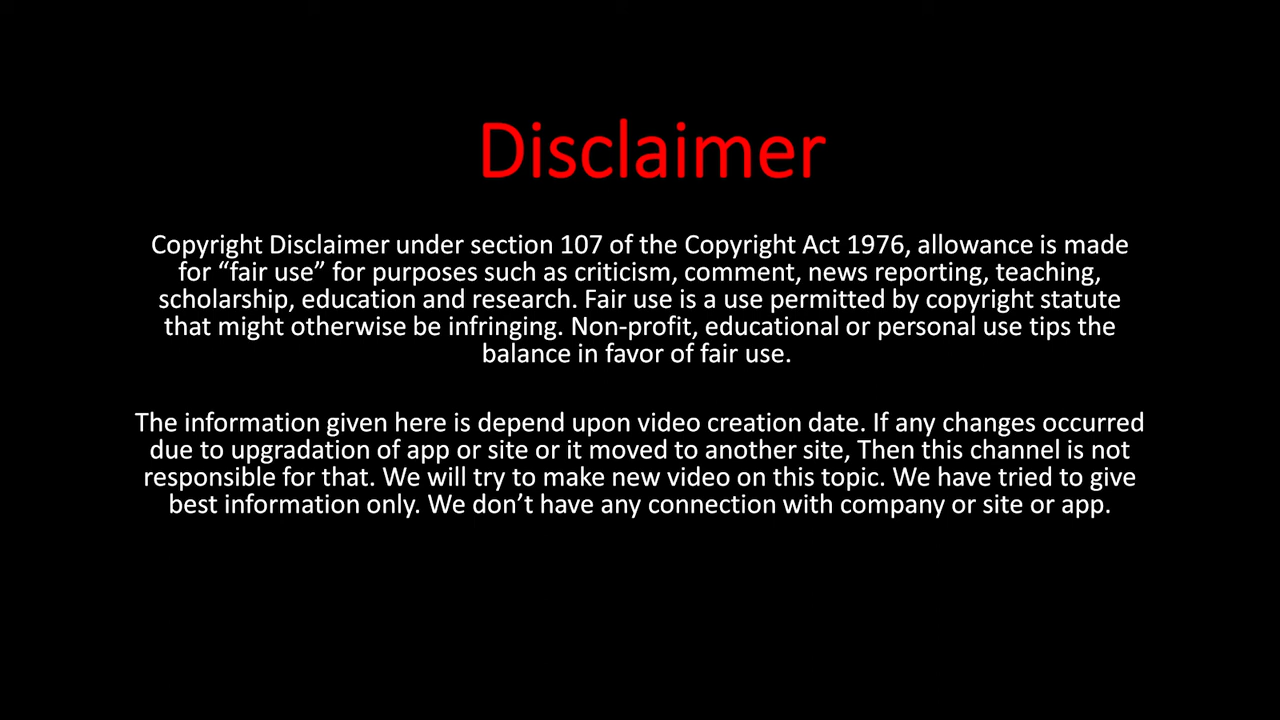 Disclaimer
Copyright Disclaimer under section 107 of the Copyright Act 1976, allowance is made
for “fair use” for purposes such as criticism, comment, news reporting, teaching,
scholarship, education and research. Fair use is a use permitted by copyright statute
that might otherwise be infringing. Non-profit, educational or personal use tips the
balance in favor of fair use.
The information given here is depend upon video creation date. If any changes occurred
due to upgradation of app or site or it moved to another site, Then this channel is not
responsible for that. We will try to make new video on this topic. We have tried to give
best information only. We don’t have any connection with company or site or app.